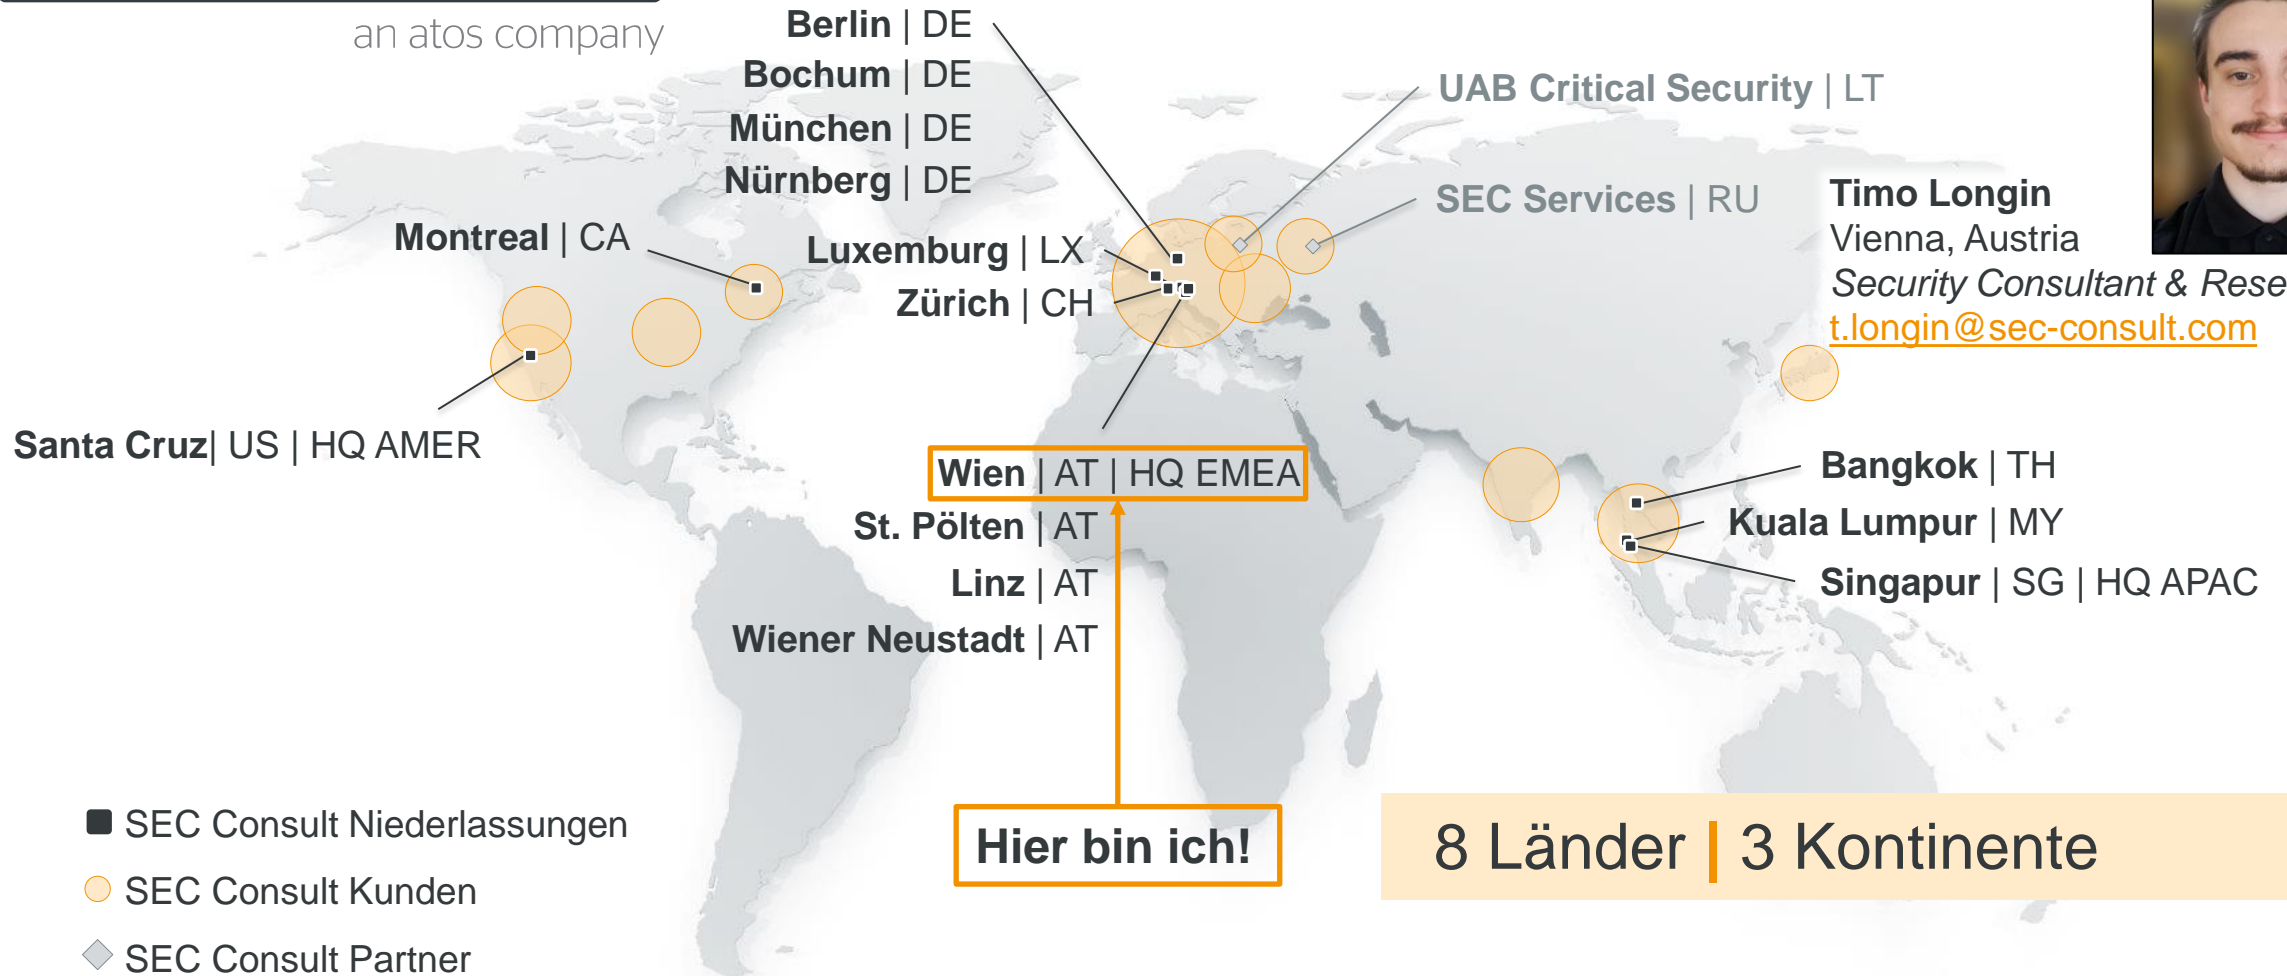 an atos company
Berlin | DE
Bochum | DE
München | DE
Nürnberg | DE
UAB Critical Security | LT
SEC Services | RU
Timo Longin
Vienna, Austria
Security Consultant &
t.longin@sec-consult.com
Montreal | CA
Luxemburg | LX
Zürich | CH
Santa Cruz| US | HQ AMER
Wien | AT | HQ EMEA
St. Pölten | AT
Linz | AT
Wiener Neustadt | AT
Bangkok | TH
Kuala Lumpur | MY
Singapur | SG | HQ APAC
Hier bin ich!
8 Länder | 3 Kontinente
SEC Consult Niederlassungen
SEC Consult Kunden
SEC Consult Partner